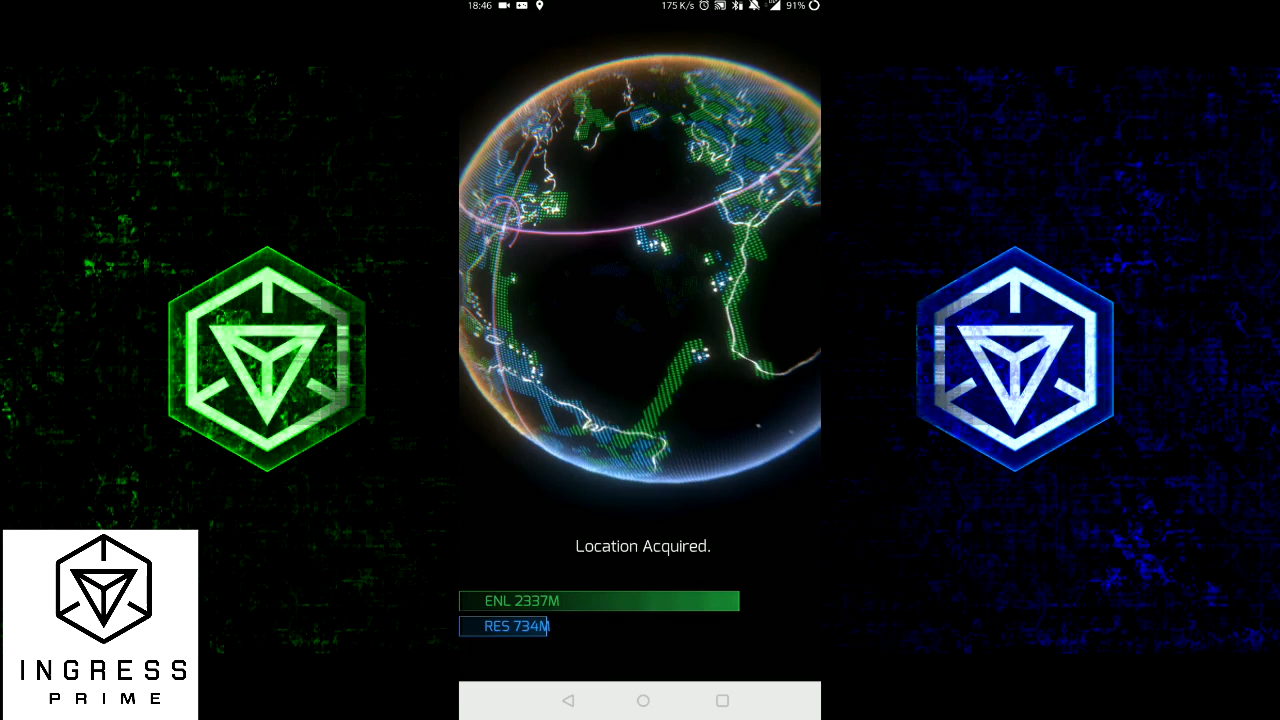 18:46
175 K/s
91%
Location Acquired.
ENL 2337M
RES 734M
INGRESS
PRIME